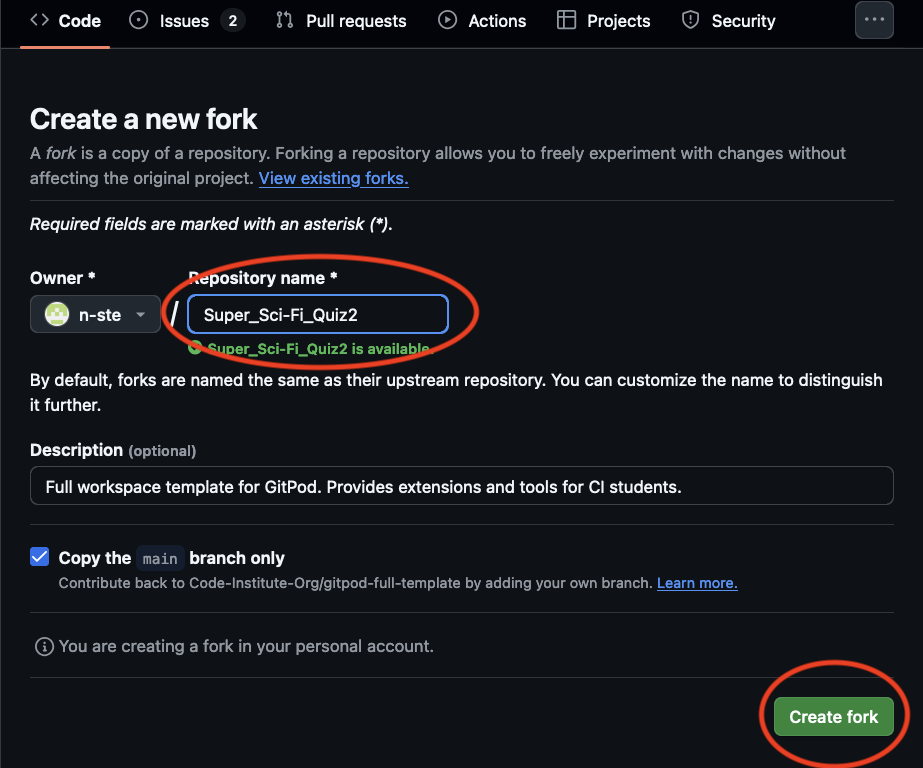 Code Issues 2 Pull requests Actions Projects Security ...
Create a new fork
A fork is a copy of a repository. Forking a repository allows you to freely experiment with changes without
affecting the original project. View existing forks.
Required fields are marked with an asterisk (*).
Owner * Repository name *
n-ste / Super_Sci-Fi_Quiz2
Super_Sci-Fi_Quiz2 is available.
By default, forks are named the same as their upstream repository. You can customize the name to distinguish
it further.
Description (optional)
Full workspace template for GitPod. Provides extensions and tools for CI students.
Copy the main branch only
Contribute back to Code-Institute-Org/gitpod-full-template by adding your own branch. Learn more.
You are creating a fork in your personal account.
Create fork